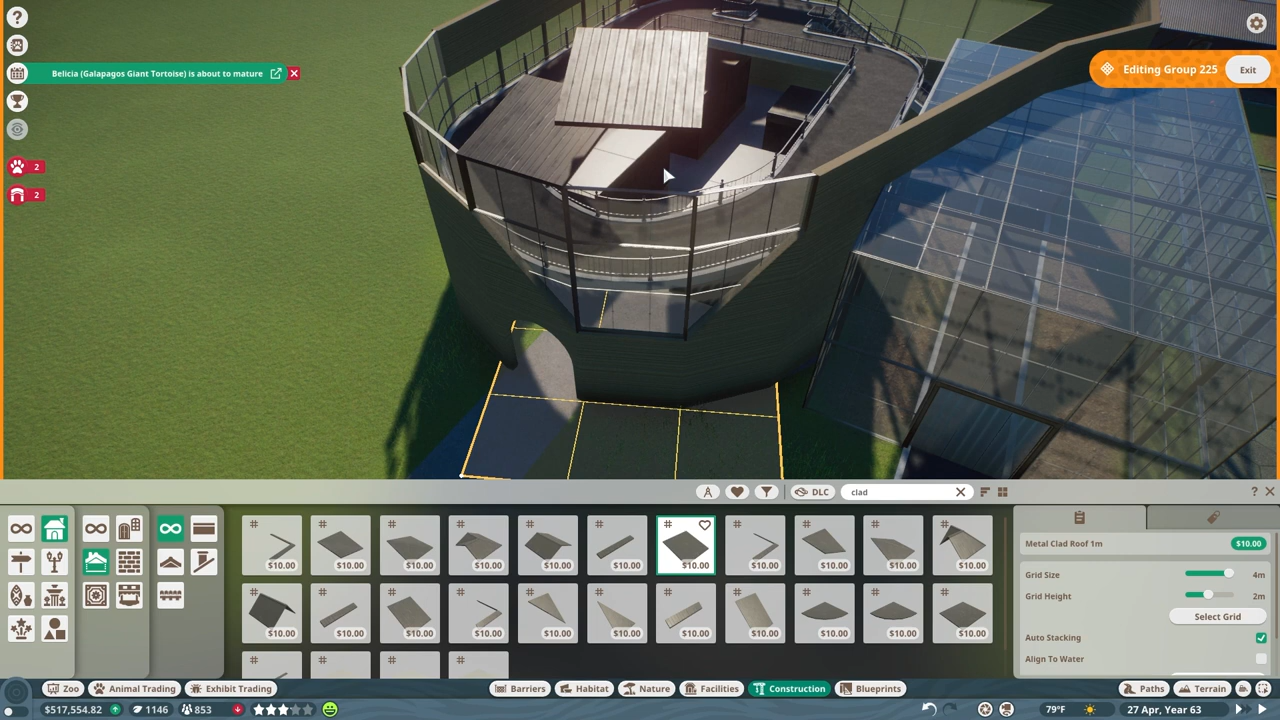 ?
Belicia (Galapagos Giant Tortoise) is about to mature
2
2
Editing Group 225
Exit
DLC
clad
?
$10.00 $10.00 $10.00 $10.00 $10.00 $10.00 $10.00 $10.00 $10.00 $10.00 $10.00
$10.00 $10.00 $10.00 $10.00 $10.00 $10.00 $10.00 $10.00 $10.00 $10.00 $10.00
Metal Clad Roof 1m $10.00
Grid Size 4m
Grid Height 2m
Select Grid
Auto Stacking
Align To Water
Zoo Animal Trading Exhibit Trading Barriers Habitat Nature Facilities Construction Blueprints Paths Terrain
$517,554.82 1146 853 79°F 27 Apr, Year 63